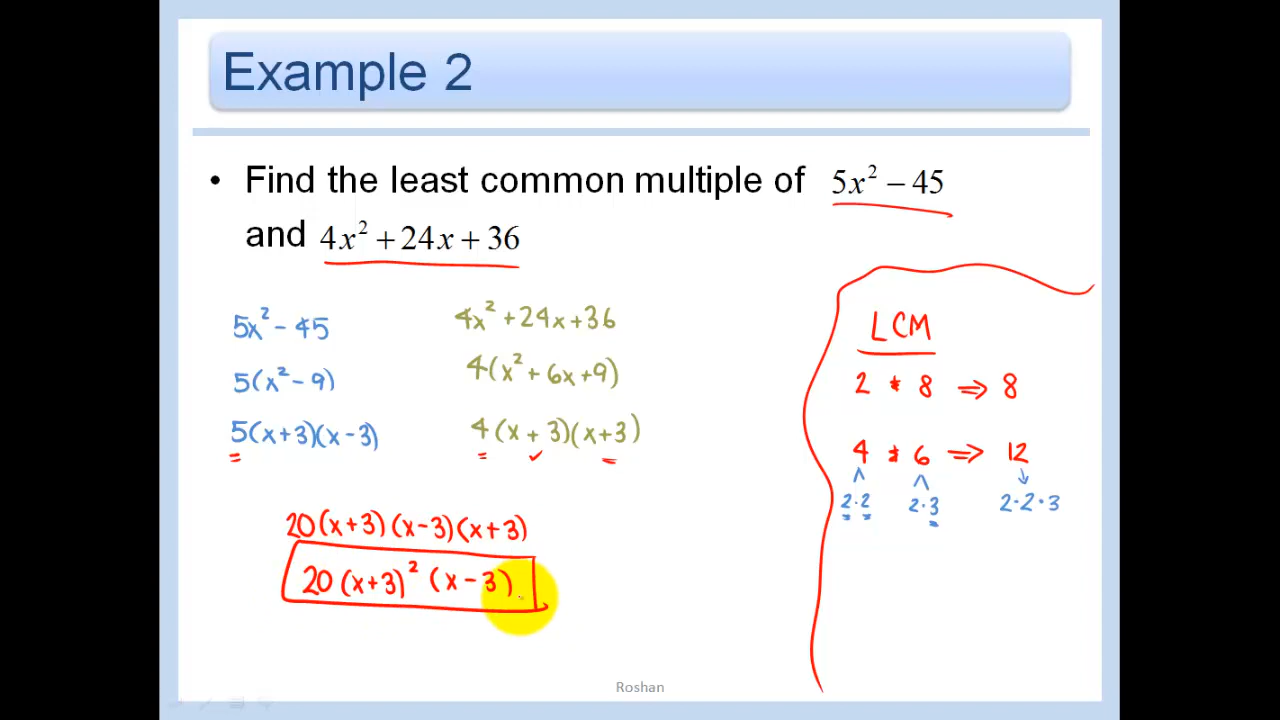 Example 2
• Find the least common multiple of 5x² − 45
and 4x² + 24x + 36
5x² - 45
5(x² - 9)
5(x+3)(x-3)
4x² + 24x + 36
4(x² + 6x + 9)
4(x + 3)(x+3)
20(x+3)(x-3)(x+3)
20(x+3)² (x-3)
LCM
2 * 8 ⇒ 8
4 * 6 ⇒ 12
2·2 2·3 2·2·3
Roshan